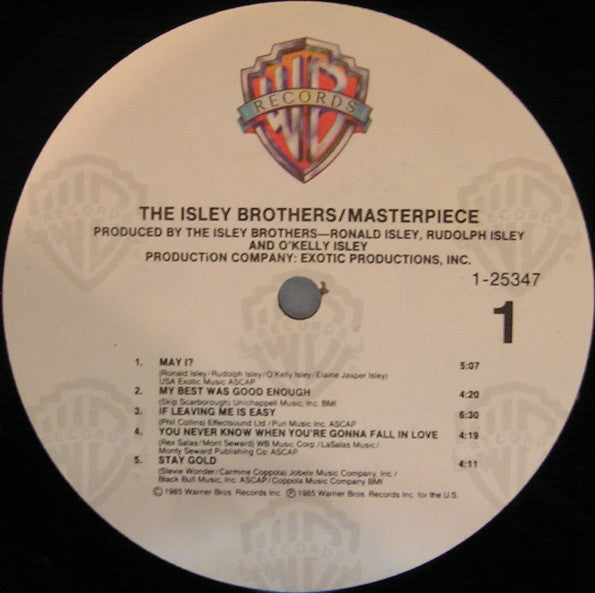 WB
RECORDS
THE ISLEY BROTHERS/MASTERPIECE
PRODUCED BY THE ISLEY BROTHERS—RONALD ISLEY, RUDOLPH ISLEY
AND O'KELLY ISLEY
PRODUCTION COMPANY: EXOTIC PRODUCTIONS, INC.
1-25347
1
1. MAY I? 5:07
(Ronald Isley/Rudolph Isley/O'Kelly Isley/Elaine Jasper Isley)
USA Exotic Music ASCAP
2. MY BEST WAS GOOD ENOUGH 4:20
(Skip Scarborough) Unichappell Music, Inc. BMI
3. IF LEAVING ME IS EASY 6:30
(Phil Collins) Effectsound Ltd./Pun Music Inc. ASCAP
4. YOU NEVER KNOW WHEN YOU'RE GONNA FALL IN LOVE 4:19
(Rex Salas/Mont Seward) WB Music Corp./LaSalas Music/
Monty Seward Publishing Co. ASCAP
5. STAY GOLD 4:11
(Stevie Wonder/Carmine Coppola) Jobete Music Company, Inc./
Black Bull Music, Inc. ASCAP/Coppola Music Company BMI
© 1985 Warner Bros. Records Inc. ℗ 1985 Warner Bros. Records Inc. for the U.S.